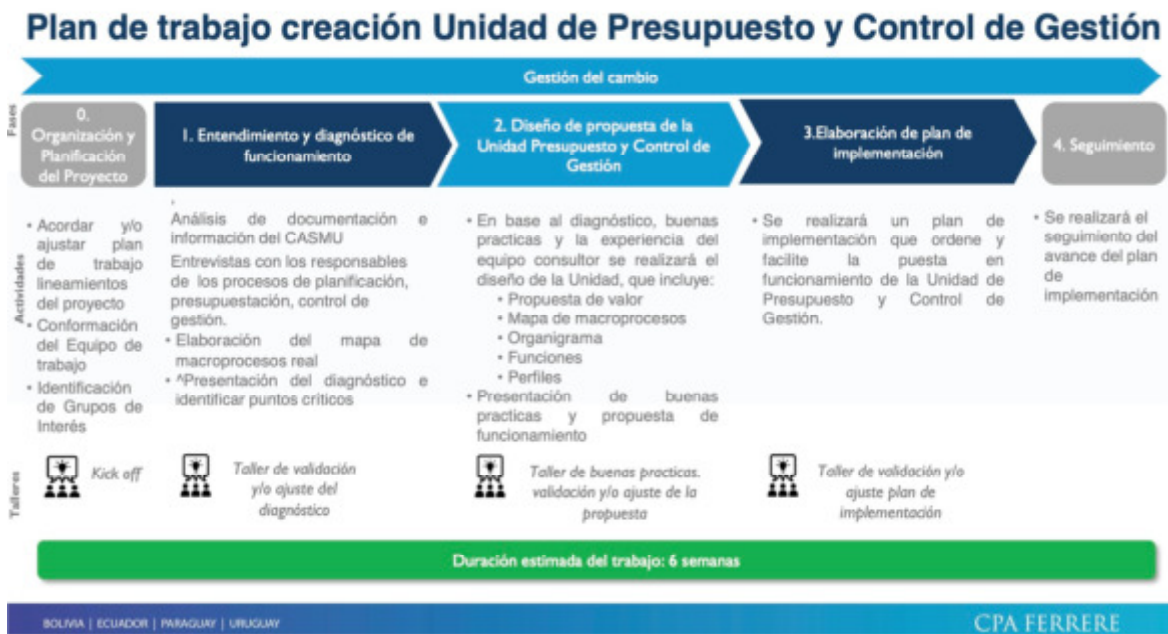 Plan de trabajo creación Unidad de Presupuesto y Control de Gestión
Gestión del cambio
Fases
0.
Organización y
Planificación
del Proyecto
1. Entendimiento y diagnóstico de
funcionamiento
2. Diseño de propuesta de la
Unidad Presupuesto y Control de
Gestión
3.Elaboración de plan de
implementación
4. Seguimiento
Actividades
• Acordar y/o
ajustar plan
de trabajo
lineamientos
del proyecto
• Conformación
del Equipo de
trabajo
• Identificación
de Grupos de
Interés
,
Análisis de documentación e
información del CASMU
Entrevistas con los responsables
de los procesos de planificación,
presupuestación, control de
gestión.
• Elaboración del mapa de
macroprocesos real
• ^Presentación del diagnóstico e
identificar puntos criticos
• En base al diagnóstico, buenas
practicas y la experiencia del
equipo consultor se realizará el
diseño de la Unidad, que incluye:
• Propuesta de valor
• Mapa de macroprocesos
• Organigrama
• Funciones
• Perfiles
• Presentación de buenas
practicas y propuesta de
funcionamiento
• Se realizará un plan de
implementación que ordene y
facilite la puesta en
funcionamiento de la Unidad de
Presupuesto y Control de
Gestión.
• Se realizará el
seguimiento del
avance del plan
de
implementación
Talleres
Kick off
Taller de validación
y/o ajuste del
diagnóstico
Taller de buenas practicas.
validación y/o ajuste de la
propuesta
Taller de validación y/o
ajuste plan de
implementación
Duración estimada del trabajo: 6 semanas
BOLIVIA | ECUADOR | PARAGUAY | URUGUAY
CPA FERRERE